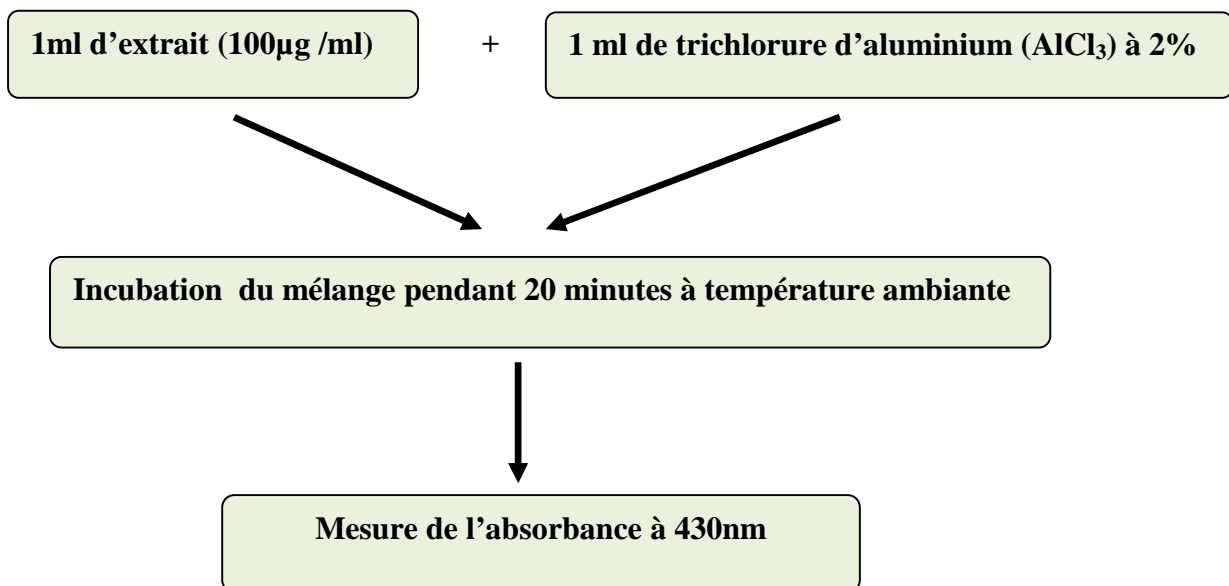 1ml d’extrait (100µg /ml) + 1 ml de trichlorure d’aluminium (AlCl₃) à 2%
Incubation du mélange pendant 20 minutes à température ambiante
Mesure de l’absorbance à 430nm